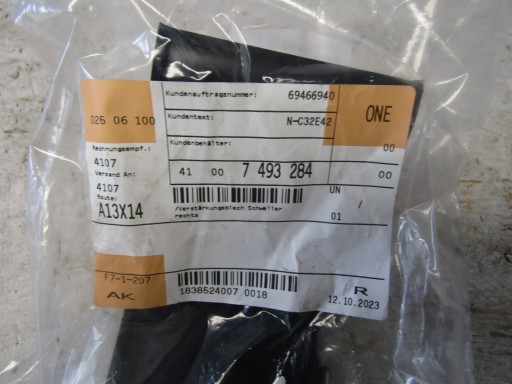 025 06 100
Kundenauftragsnummer: 69466940
ONE
Kundentext: N-C32E42
Rechnungsempf.:
4107
Kundenbehälter:
00
Versand An:
4107
41 00 7 493 284
00
Route:
A13X14
UN
/
/Verstärkungsblech Schweller
rechts
01
F7-1-207
AK
1838524007 0018
R
12.10.2023